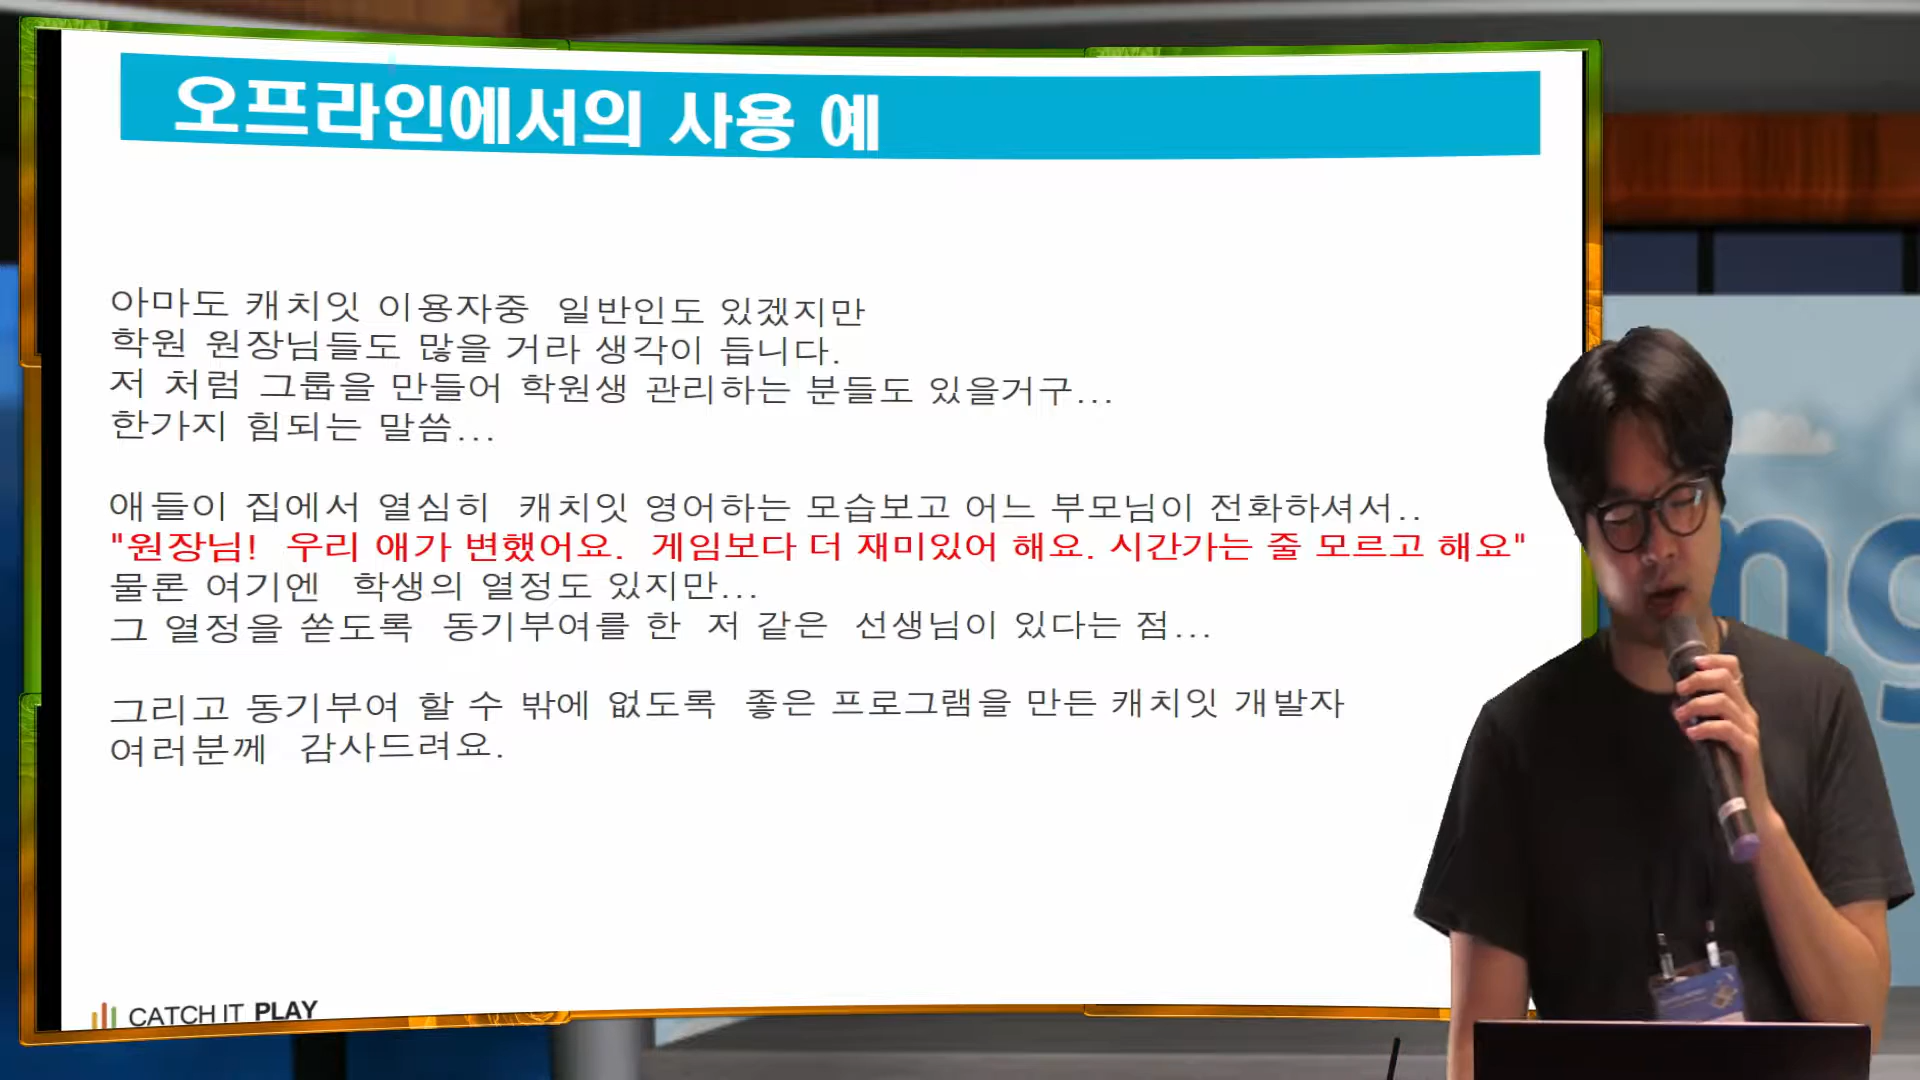 오프라인에서의 사용 예
아마도 캐치잇 이용자중 일반인도 있겠지만
학원 원장님들도 많을 거라 생각이 듭니다.
저 처럼 그룹을 만들어 학원생 관리하는 분들도 있을거구...
한가지 힘되는 말씀...
애들이 집에서 열심히 캐치잇 영어하는 모습보고 어느 부모님이 전화하셔서..
"원장님! 우리 애가 변했어요. 게임보다 더 재미있어 해요. 시간가는 줄 모르고 해요"
물론 여기엔 학생의 열정도 있지만...
그 열정을 쏟도록 동기부여를 한 저 같은 선생님이 있다는 점...
그리고 동기부여 할 수 밖에 없도록 좋은 프로그램을 만든 캐치잇 개발자
여러분께 감사드려요.
CATCH IT PLAY